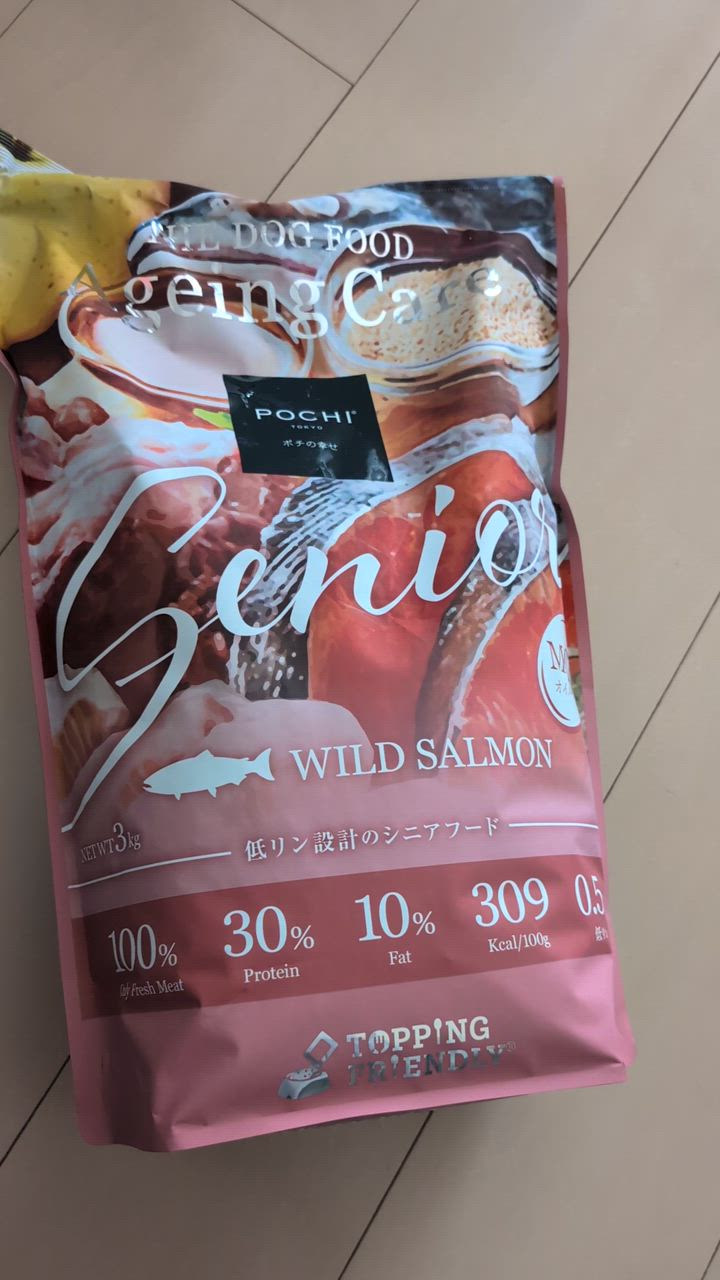 THE DOG FOOD
Ageing Care
POCHI®
TOKYO
ポチの幸せ
Senior
WILD SALMON
NET WT 3kg
低リン設計のシニアフード
100%
Only Fresh Meat
30%
Protein
10%
Fat
309
Kcal/100g
0.5
TOPPING
FRIENDLY®